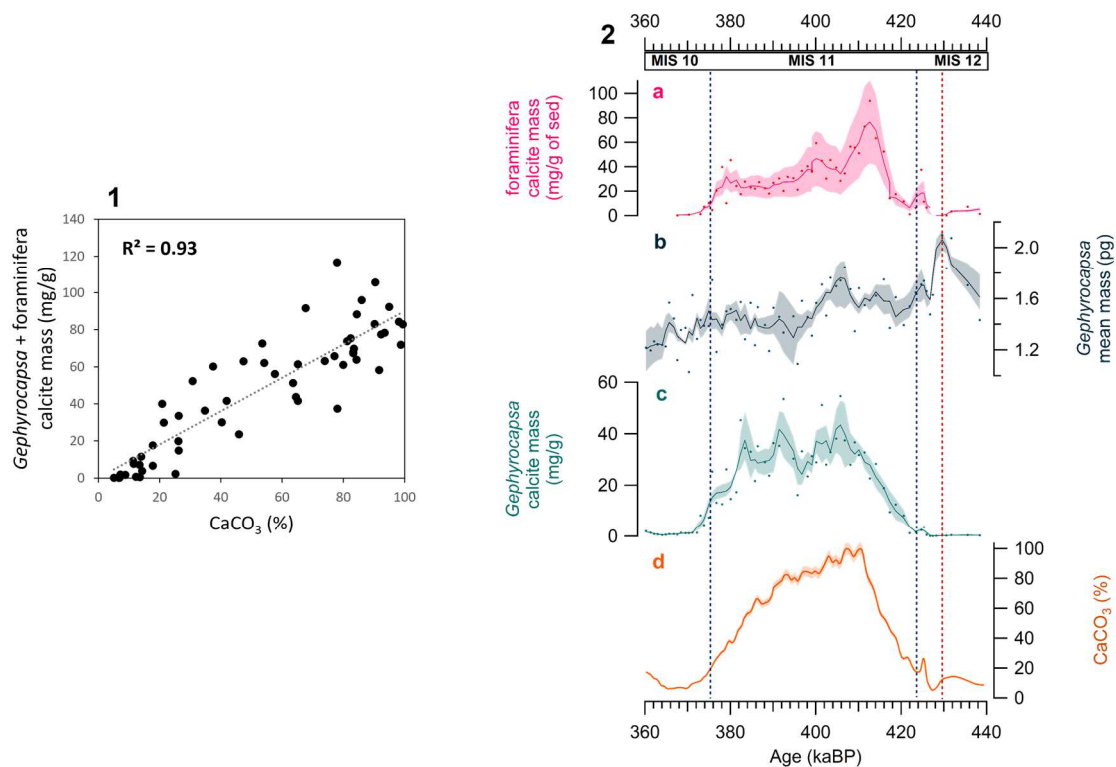 1
R² = 0.93
Gephyrocapsa + foraminifera
calcite mass (mg/g)
140
120
100
80
60
40
20
0
0 20 40 60 80 100
CaCO₃ (%)
2
360 380 400 420 440
MIS 10 MIS 11 MIS 12
a
foraminifera
calcite mass
(mg/g of sed)
100
80
60
40
20
0
b
Gephyrocapsa
mean mass (pg)
2.0
1.6
1.2
c
Gephyrocapsa
calcite mass
(mg/g)
60
40
20
0
d
CaCO₃ (%)
100
80
60
40
20
0
360 380 400 420 440
Age (kaBP)